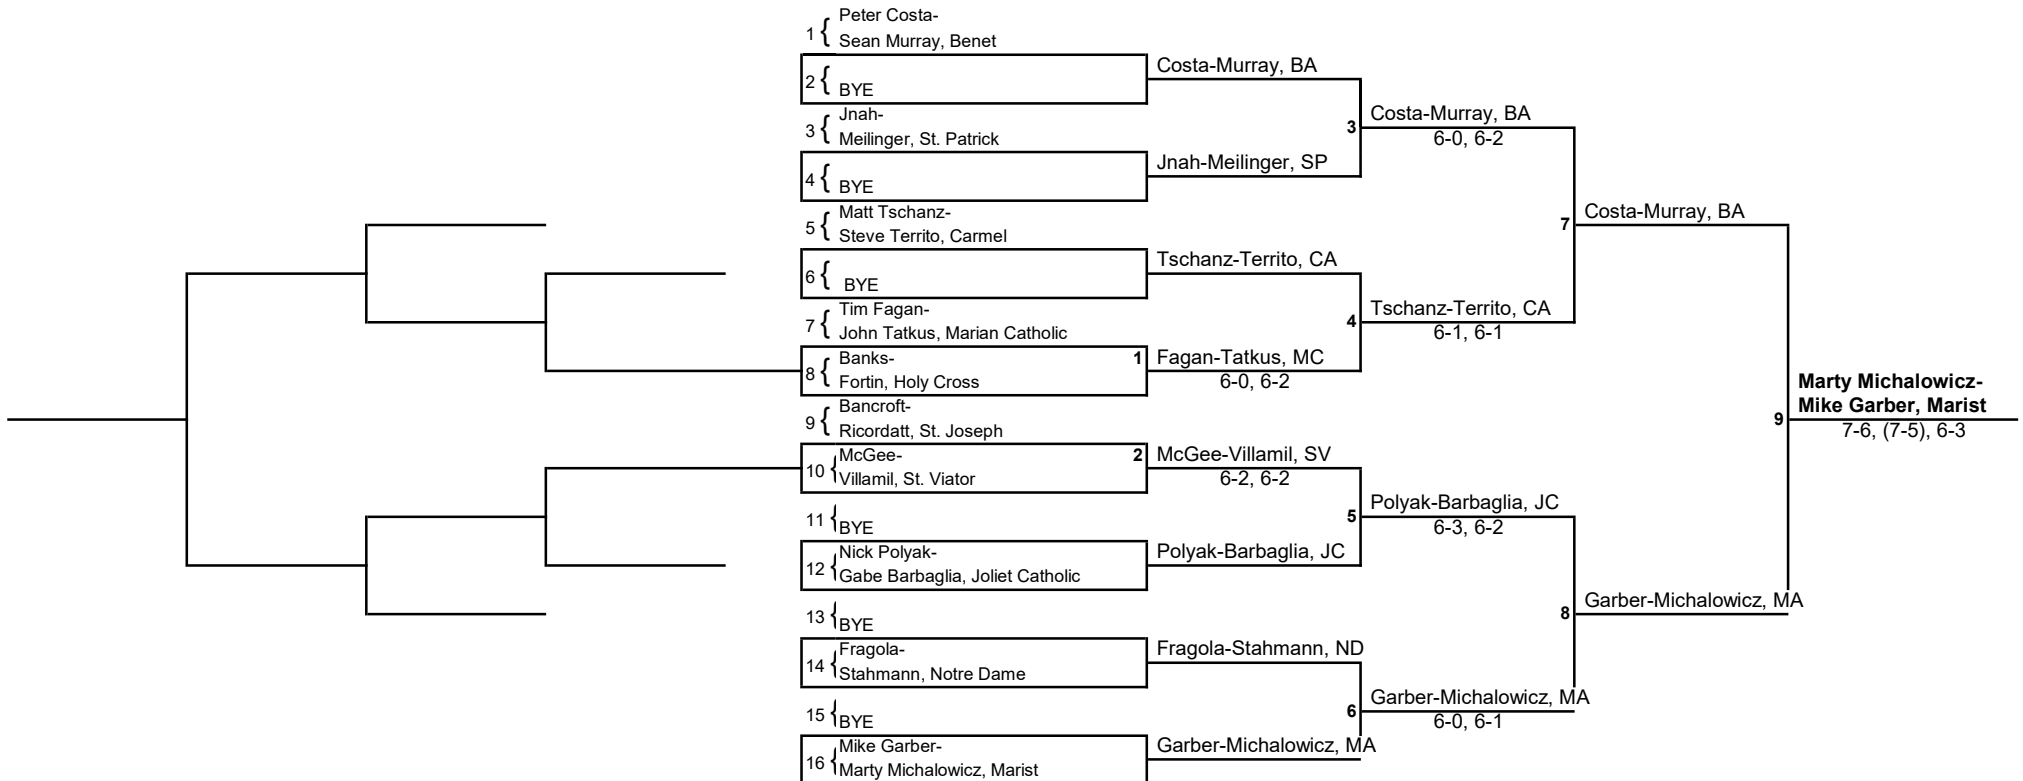 1 { Peter Costa-
Sean Murray, Benet
2 { BYE
3 { Jnah-
Meilinger, St. Patrick
4 { BYE
5 { Matt Tschanz-
Steve Territo, Carmel
6 { BYE
7 { Tim Fagan-
John Tatkus, Marian Catholic
8 { Banks-
Fortin, Holy Cross
9 { Bancroft-
Ricordatt, St. Joseph
10 { McGee-
Villamil, St. Viator
11 { BYE
12 { Nick Polyak-
Gabe Barbaglia, Joliet Catholic
13 { BYE
14 { Fragola-
Stahmann, Notre Dame
15 { BYE
16 { Mike Garber-
Marty Michalowicz, Marist
Costa-Murray, BA
Jnah-Meilinger, SP
Tschanz-Territo, CA
1 Fagan-Tatkus, MC
6-0, 6-2
2 McGee-Villamil, SV
6-2, 6-2
Polyak-Barbaglia, JC
Fragola-Stahmann, ND
Garber-Michalowicz, MA
3 Costa-Murray, BA
6-0, 6-2
4 Tschanz-Territo, CA
6-1, 6-1
5 Polyak-Barbaglia, JC
6-3, 6-2
6 Garber-Michalowicz, MA
6-0, 6-1
7 Costa-Murray, BA
8 Garber-Michalowicz, MA
9 Marty Michalowicz-
Mike Garber, Marist
7-6, (7-5), 6-3